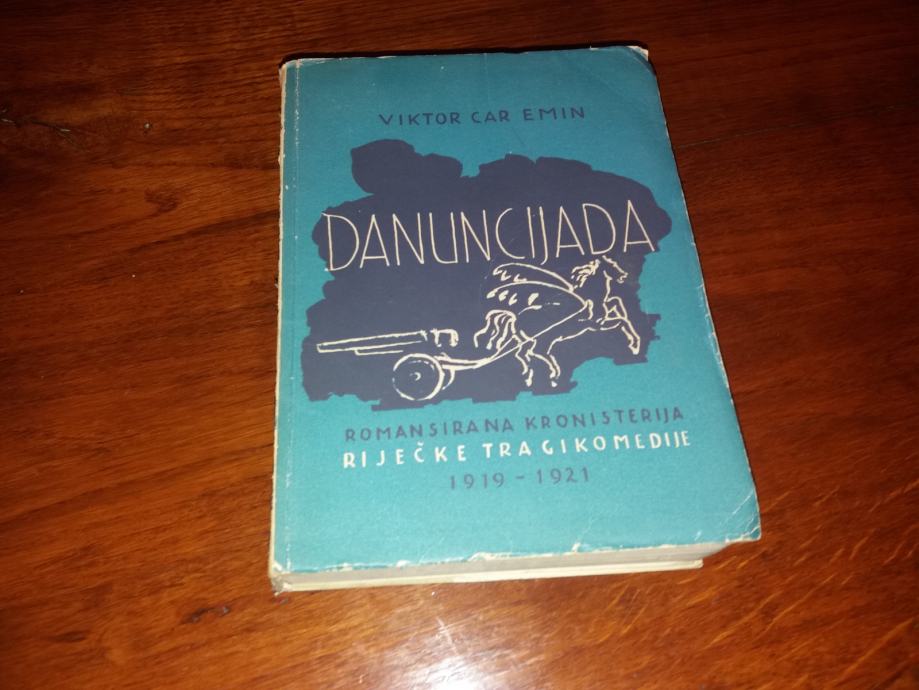 VIKTOR CAR EMIN
DANUNCIJADA
ROMANSIRANA KRONISTERIJA
RIJEČKE TRAGIKOMEDIJE
1919-1921